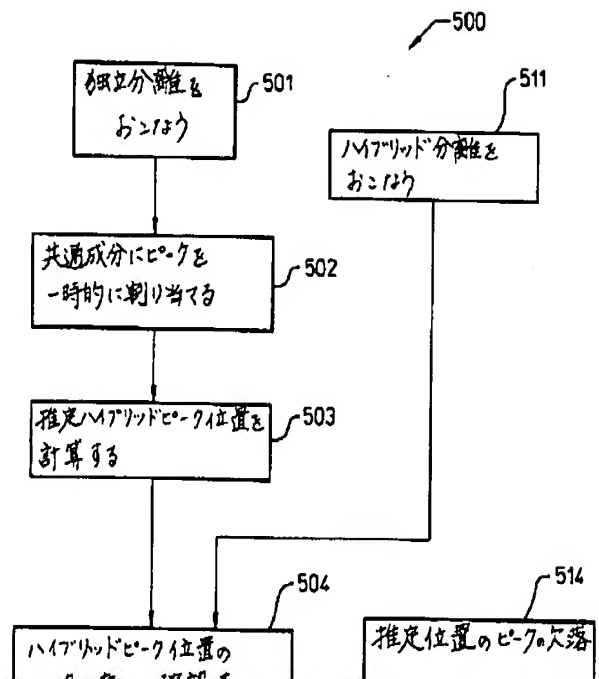 500
独立分離を
おこなう
501
511
ハイブリッド分離を
おこなう
共通成分にピークを
一時的に割り当てる
502
推定ハイブリッドピーク位置を
計算する
503
504
ハイブリッドピーク位置の
514
推定位置のピークの欠落